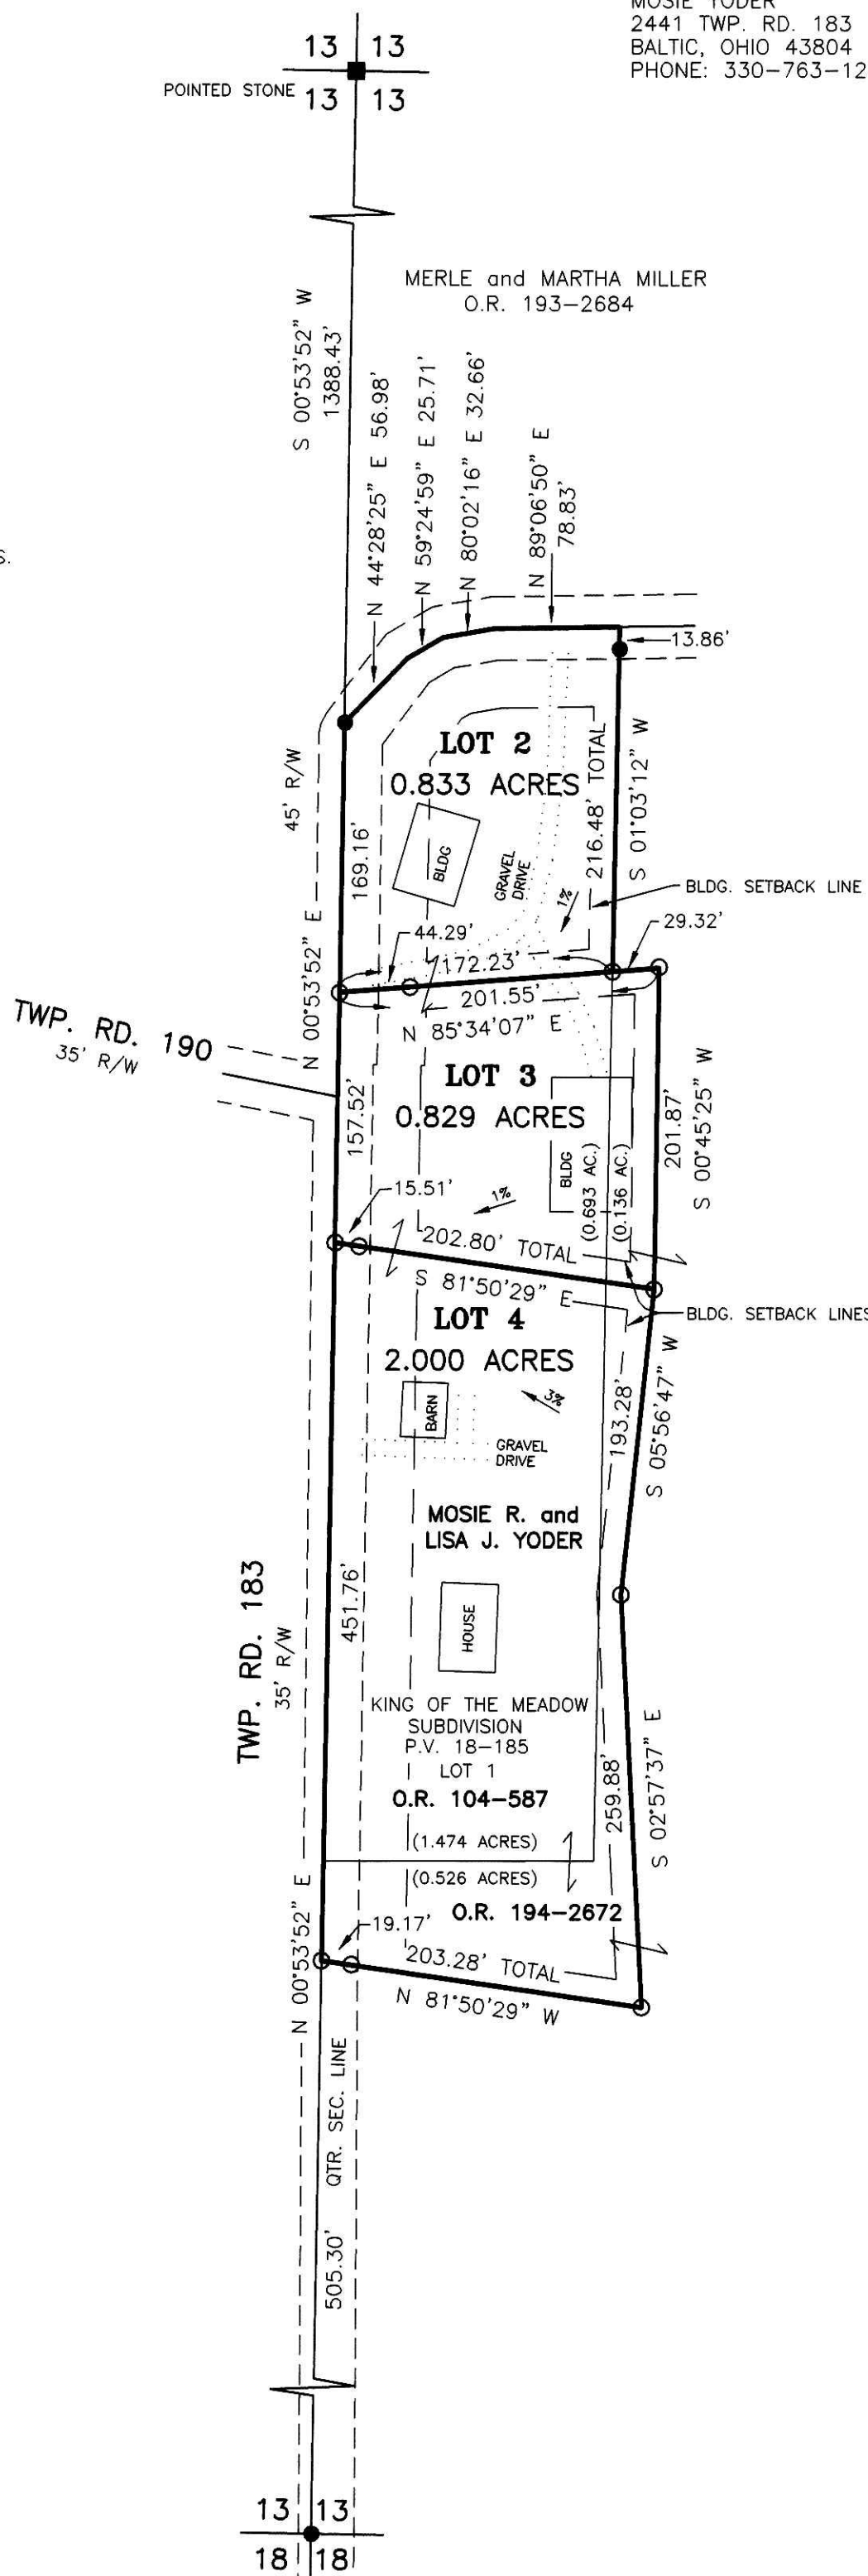 MOSIE YODER
2441 TWP. RD. 183
BALTIC, OHIO 43804
PHONE: 330-763-12
13 13
POINTED STONE 13 13
MERLE and MARTHA MILLER
O.R. 193-2684
S 00°53'52" W
1388.43'
N 44°28'25" E 56.98'
N 59°24'59" E 25.71'
N 80°02'16" E 32.66'
N 89°06'50" E
78.83'
S.
13.86'
45' R/W
LOT 2
0.833 ACRES
216.48' TOTAL
S 01°03'12" W
169.16'
BLDG
GRAVEL
DRIVE
1%
BLDG. SETBACK LINE
29.32'
44.29'
172.23'
201.55'
N 85°34'07" E
N 00°53'52" E
TWP. RD. 190
35' R/W
LOT 3
0.829 ACRES
157.52'
BLDG
(0.693 AC.)
(0.136 AC.)
201.87'
S 00°45'25" W
15.51'
1%
202.80' TOTAL
S 81°50'29" E
BLDG. SETBACK LINES
LOT 4
2.000 ACRES
BARN
3%
GRAVEL
DRIVE
193.28'
S 05°56'47" W
MOSIE R. and
LISA J. YODER
TWP. RD. 183
35' R/W
451.76'
HOUSE
KING OF THE MEADOW
SUBDIVISION
P.V. 18-185
LOT 1
O.R. 104-587
259.88'
S 02°57'37" E
(1.474 ACRES)
(0.526 ACRES)
O.R. 194-2672
19.17'
203.28' TOTAL
N 81°50'29" W
N 00°53'52" E
505.30' QTR. SEC. LINE
13 13
18 18